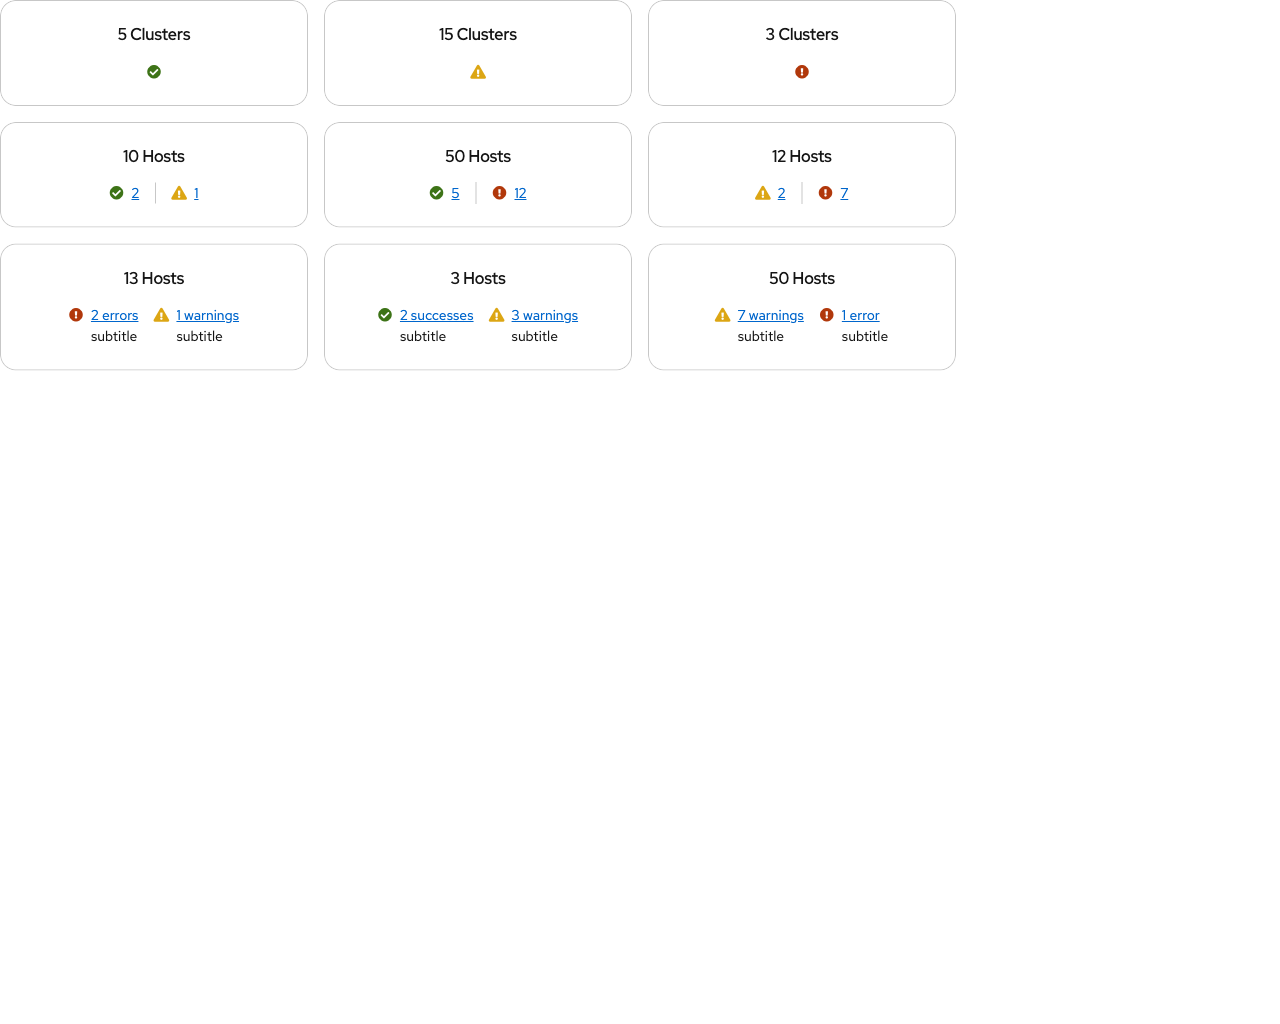 5 Clusters
15 Clusters
3 Clusters
10 Hosts
2 1
50 Hosts
5 12
12 Hosts
2 7
13 Hosts
2 errors 1 warnings
subtitle subtitle
3 Hosts
2 successes 3 warnings
subtitle subtitle
50 Hosts
7 warnings 1 error
subtitle subtitle